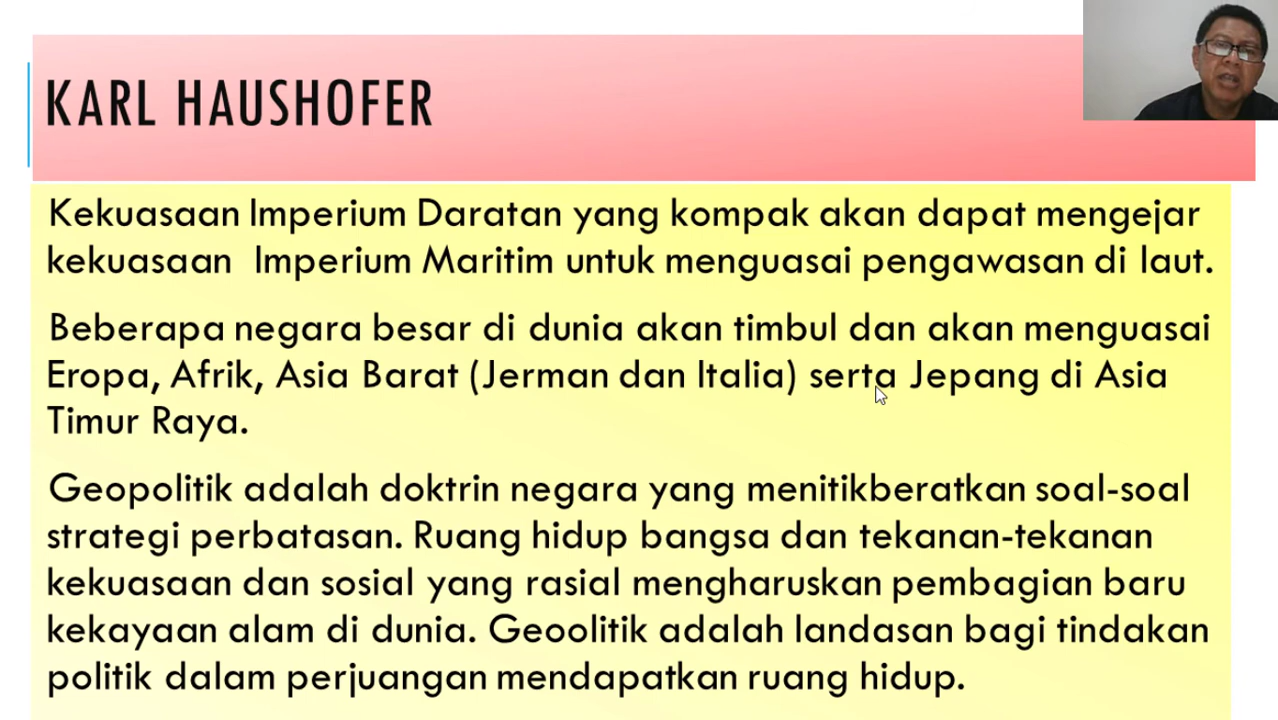 KARL HAUSHOFER
Kekuasaan Imperium Daratan yang kompak akan dapat mengejar
kekuasaan  Imperium Maritim untuk menguasai pengawasan di laut.
Beberapa negara besar di dunia akan timbul dan akan menguasai
Eropa, Afrik, Asia Barat (Jerman dan Italia) serta Jepang di Asia
Timur Raya.
Geopolitik adalah doktrin negara yang menitikberatkan soal-soal
strategi perbatasan. Ruang hidup bangsa dan tekanan-tekanan
kekuasaan dan sosial yang rasial mengharuskan pembagian baru
kekayaan alam di dunia. Geoolitik adalah landasan bagi tindakan
politik dalam perjuangan mendapatkan ruang hidup.